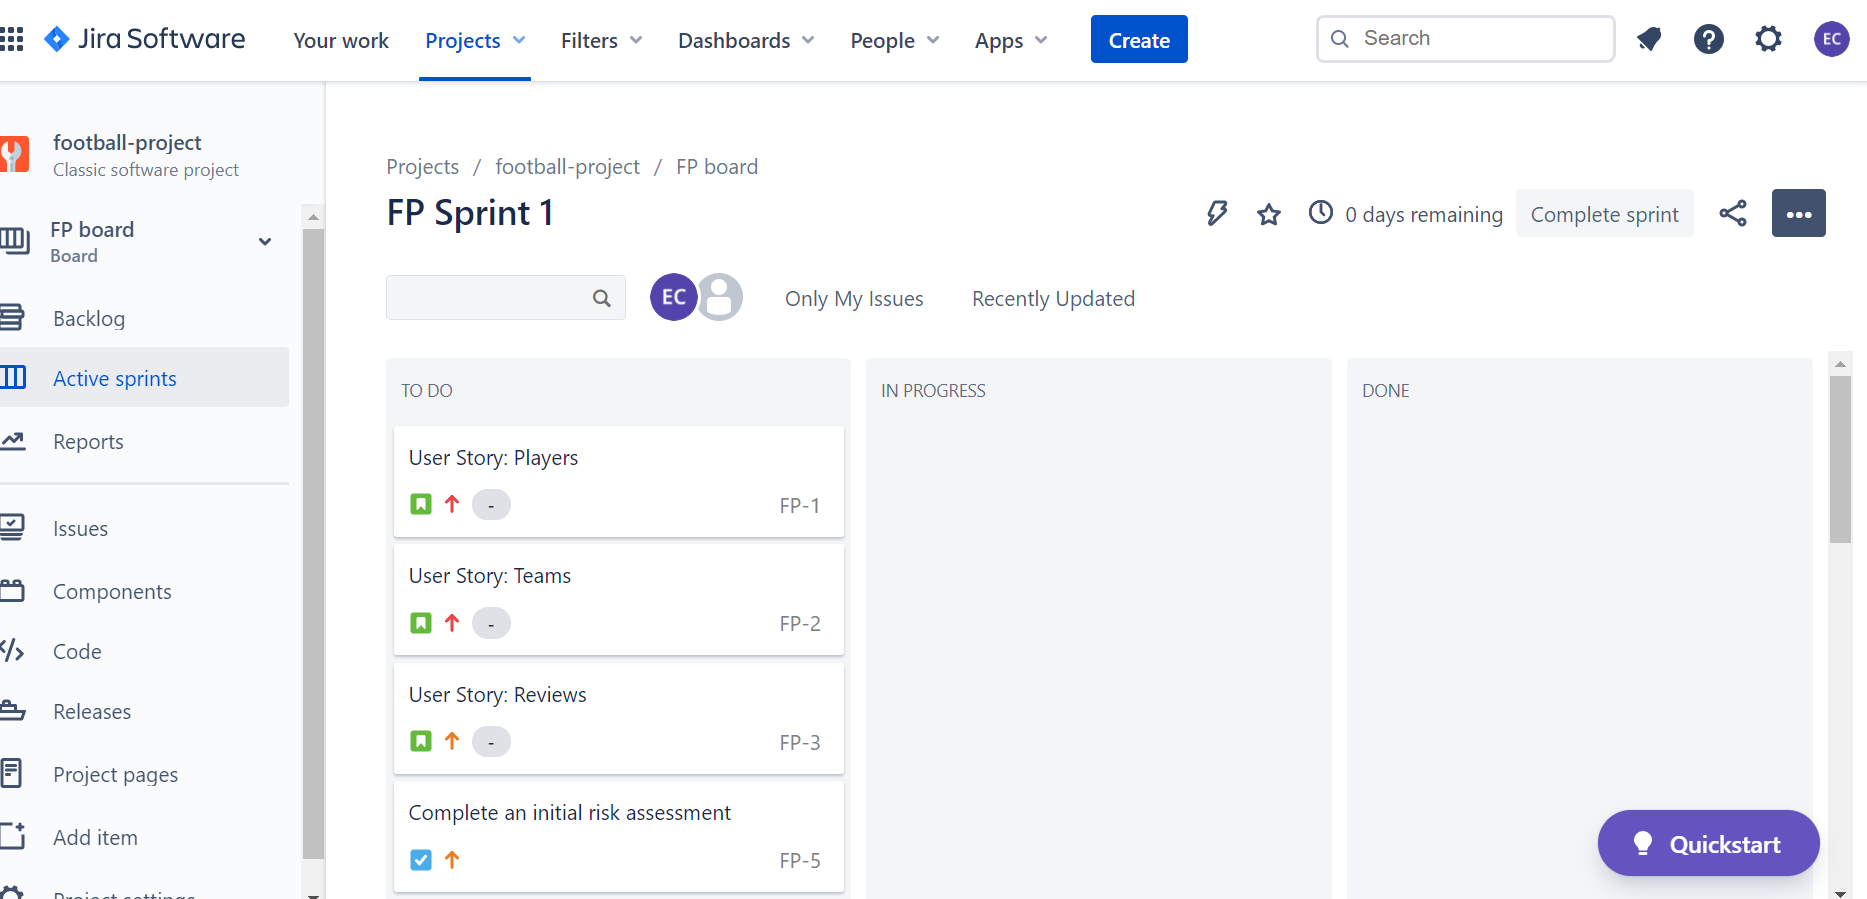 Jira Software
Your work
Projects
Filters
Dashboards
People
Apps
Create
Search
EC
football-project
Classic software project
FP board
Board
Backlog
Active sprints
Reports
Issues
Components
Code
Releases
Project pages
Add item
Project settings
Projects / football-project / FP board
FP Sprint 1
0 days remaining
Complete sprint
EC
Only My Issues
Recently Updated
TO DO
User Story: Players
-
FP-1
User Story: Teams
-
FP-2
User Story: Reviews
-
FP-3
Complete an initial risk assessment
FP-5
IN PROGRESS
DONE
Quickstart